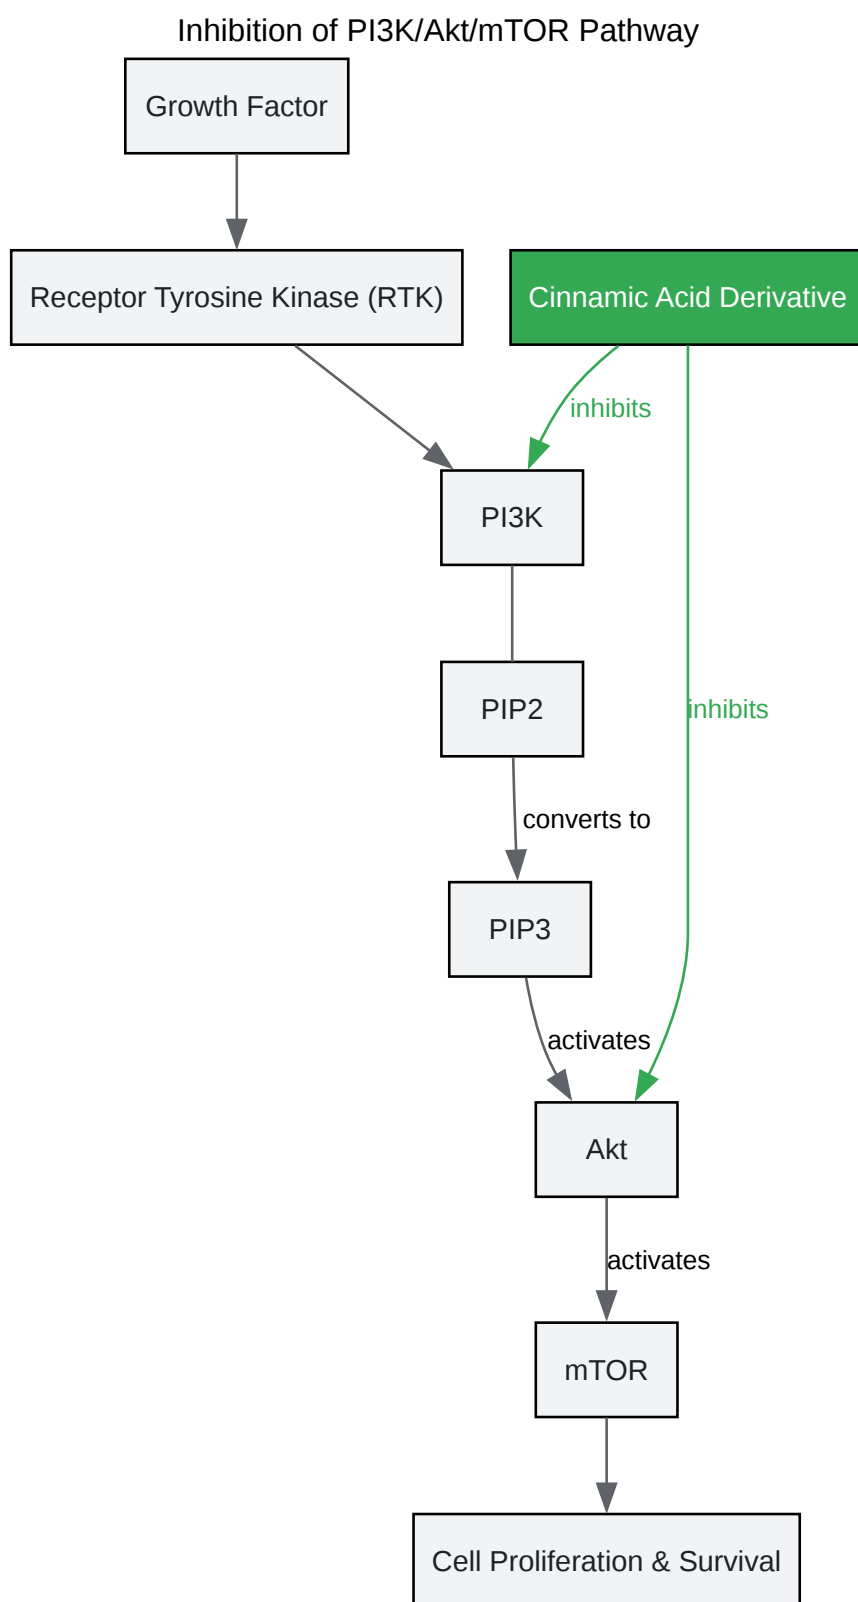 Inhibition of PI3K/Akt/mTOR Pathway
Growth Factor
Receptor Tyrosine Kinase (RTK)
Cinnamic Acid Derivative
inhibits
PI3K
PIP2
inhibits
converts to
PIP3
activates
Akt
activates
mTOR
Cell Proliferation & Survival